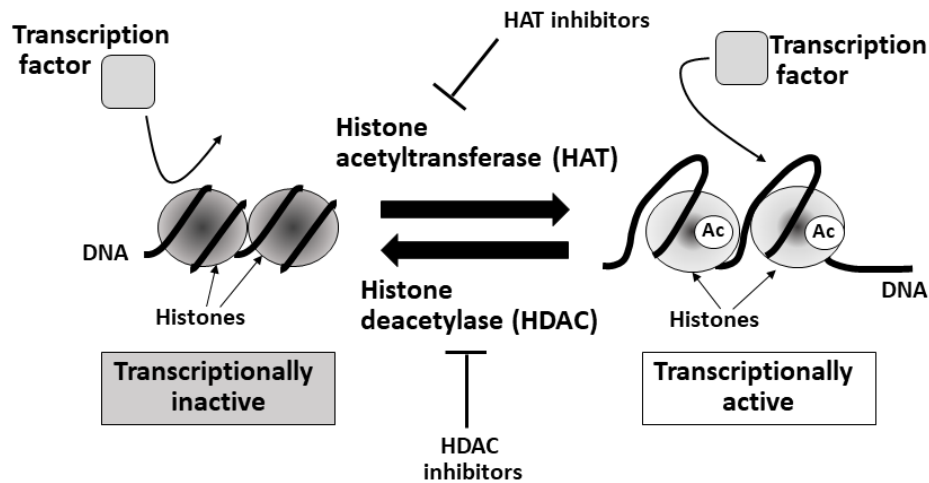 HAT inhibitors
Transcription
factor
Transcription
factor
Histone
acetyltransferase (HAT)
Ac
Ac
DNA
DNA
Histones
Histone
deacetylase (HDAC)
Histones
Transcriptionally
inactive
Transcriptionally
active
HDAC
inhibitors